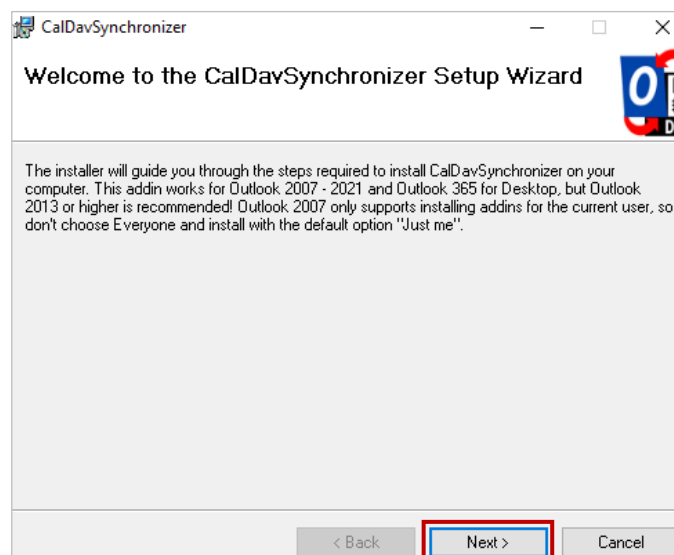 CalDavSynchronizer
Welcome to the CalDavSynchronizer Setup Wizard
The installer will guide you through the steps required to install CalDavSynchronizer on your
computer. This addin works for Outlook 2007 - 2021 and Outlook 365 for Desktop, but Outlook
2013 or higher is recommended! Outlook 2007 only supports installing addins for the current user, so
don't choose Everyone and install with the default option "Just me".
< Back
Next >
Cancel